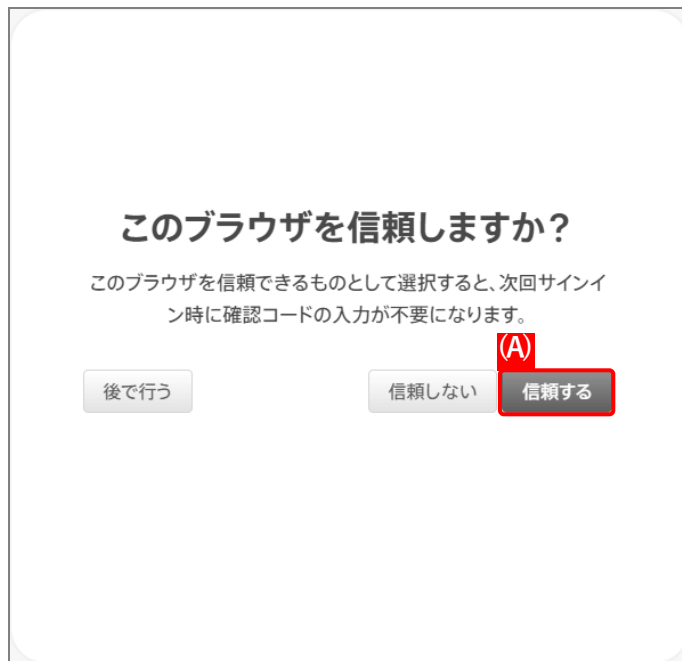 このブラウザを信頼しますか？
このブラウザを信頼できるものとして選択すると、次回サインイ
ン時に確認コードの入力が不要になります。
(A)
後で行う 信頼しない 信頼する